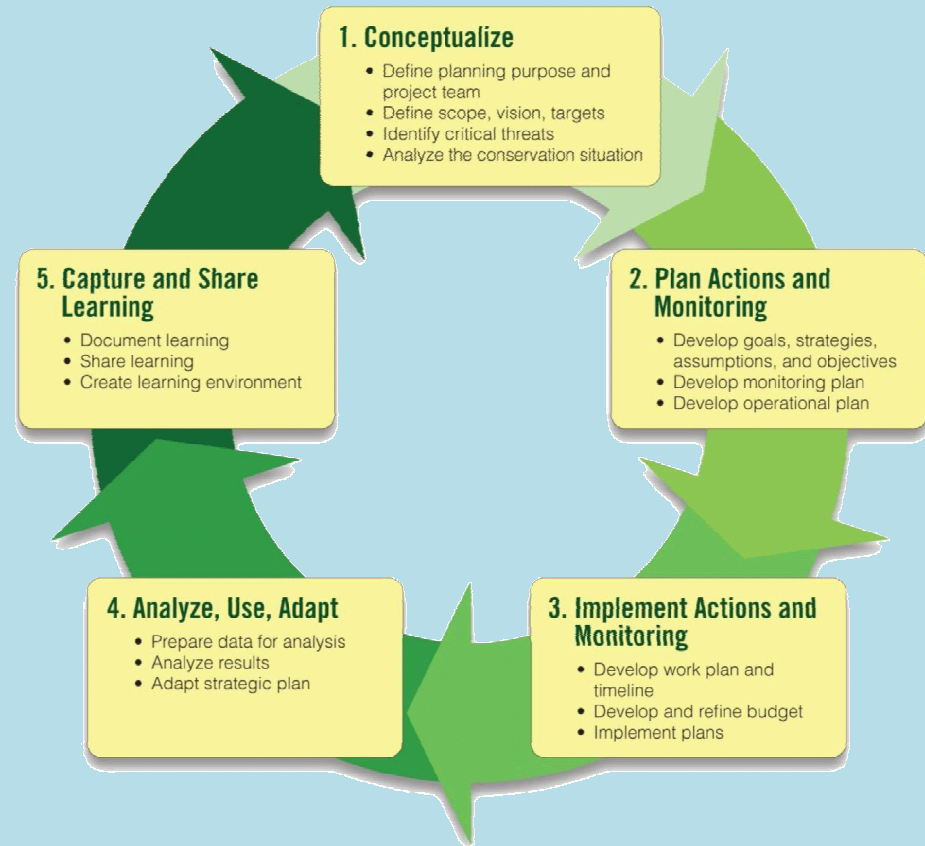 1. Conceptualize
• Define planning purpose and
project team
• Define scope, vision, targets
• Identify critical threats
• Analyze the conservation situation
2. Plan Actions and
Monitoring
• Develop goals, strategies,
assumptions, and objectives
• Develop monitoring plan
• Develop operational plan
3. Implement Actions and
Monitoring
• Develop work plan and
timeline
• Develop and refine budget
• Implement plans
4. Analyze, Use, Adapt
• Prepare data for analysis
• Analyze results
• Adapt strategic plan
5. Capture and Share
Learning
• Document learning
• Share learning
• Create learning environment